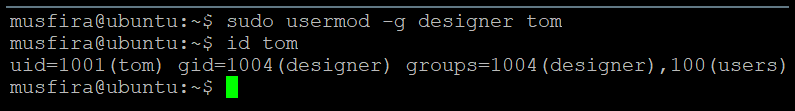 musfira@ubuntu:~$ sudo usermod -g designer tom
musfira@ubuntu:~$ id tom
uid=1001(tom) gid=1004(designer) groups=1004(designer),100(users)
musfira@ubuntu:~$